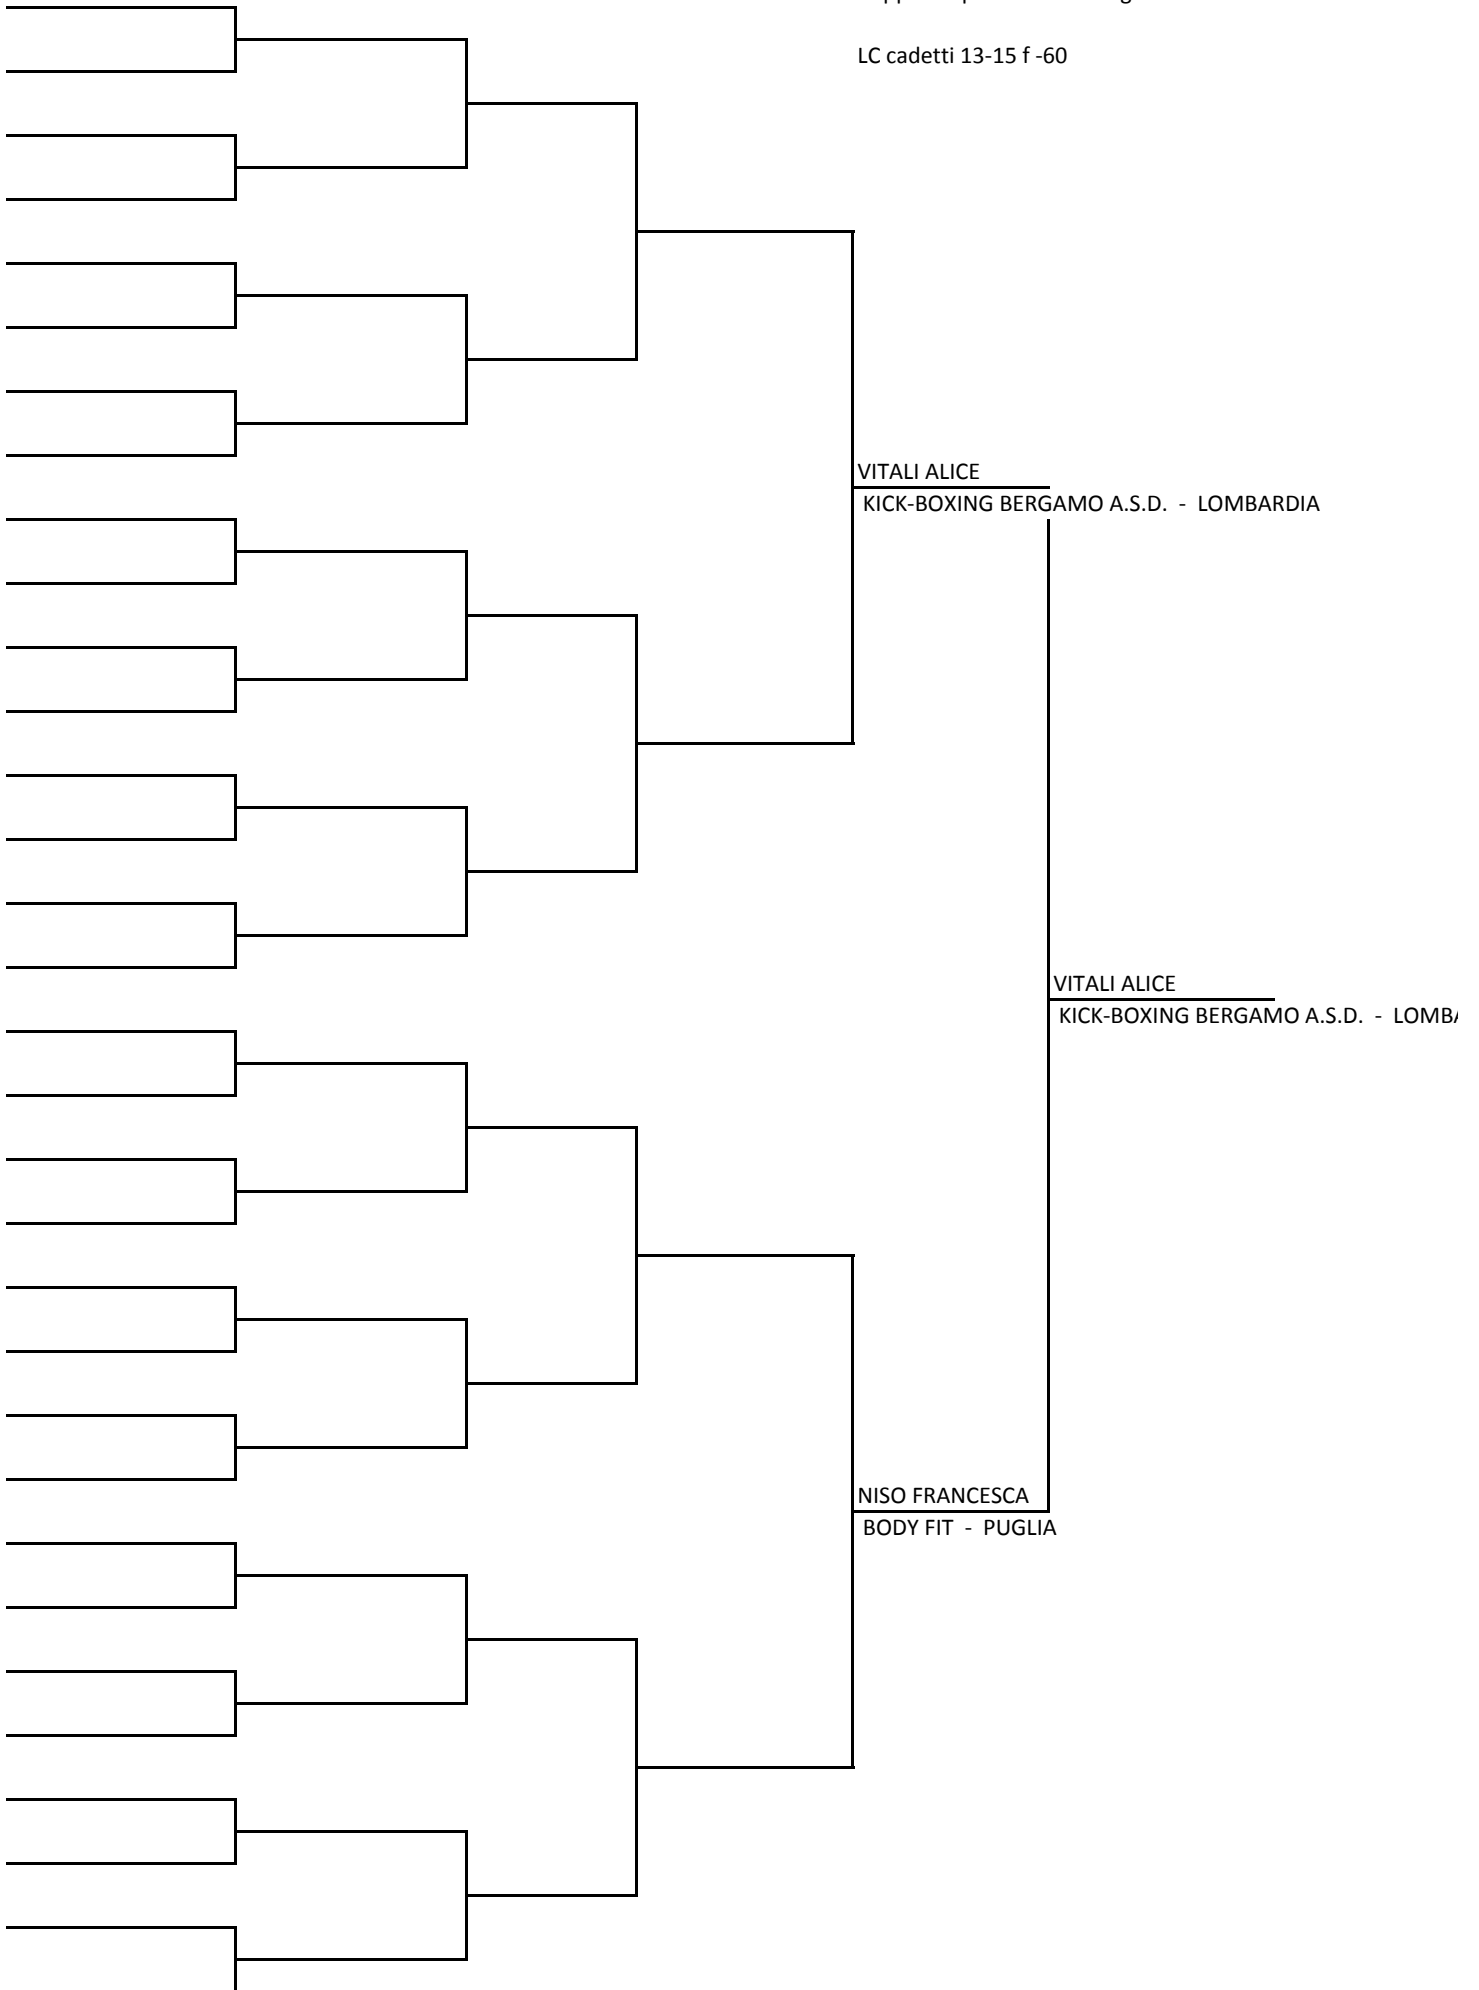 LC cadetti 13-15 f -60
VITALI ALICE
KICK-BOXING BERGAMO A.S.D. - LOMBARDIA
VITALI ALICE
KICK-BOXING BERGAMO A.S.D. - LOMBA
NISO FRANCESCA
BODY FIT - PUGLIA